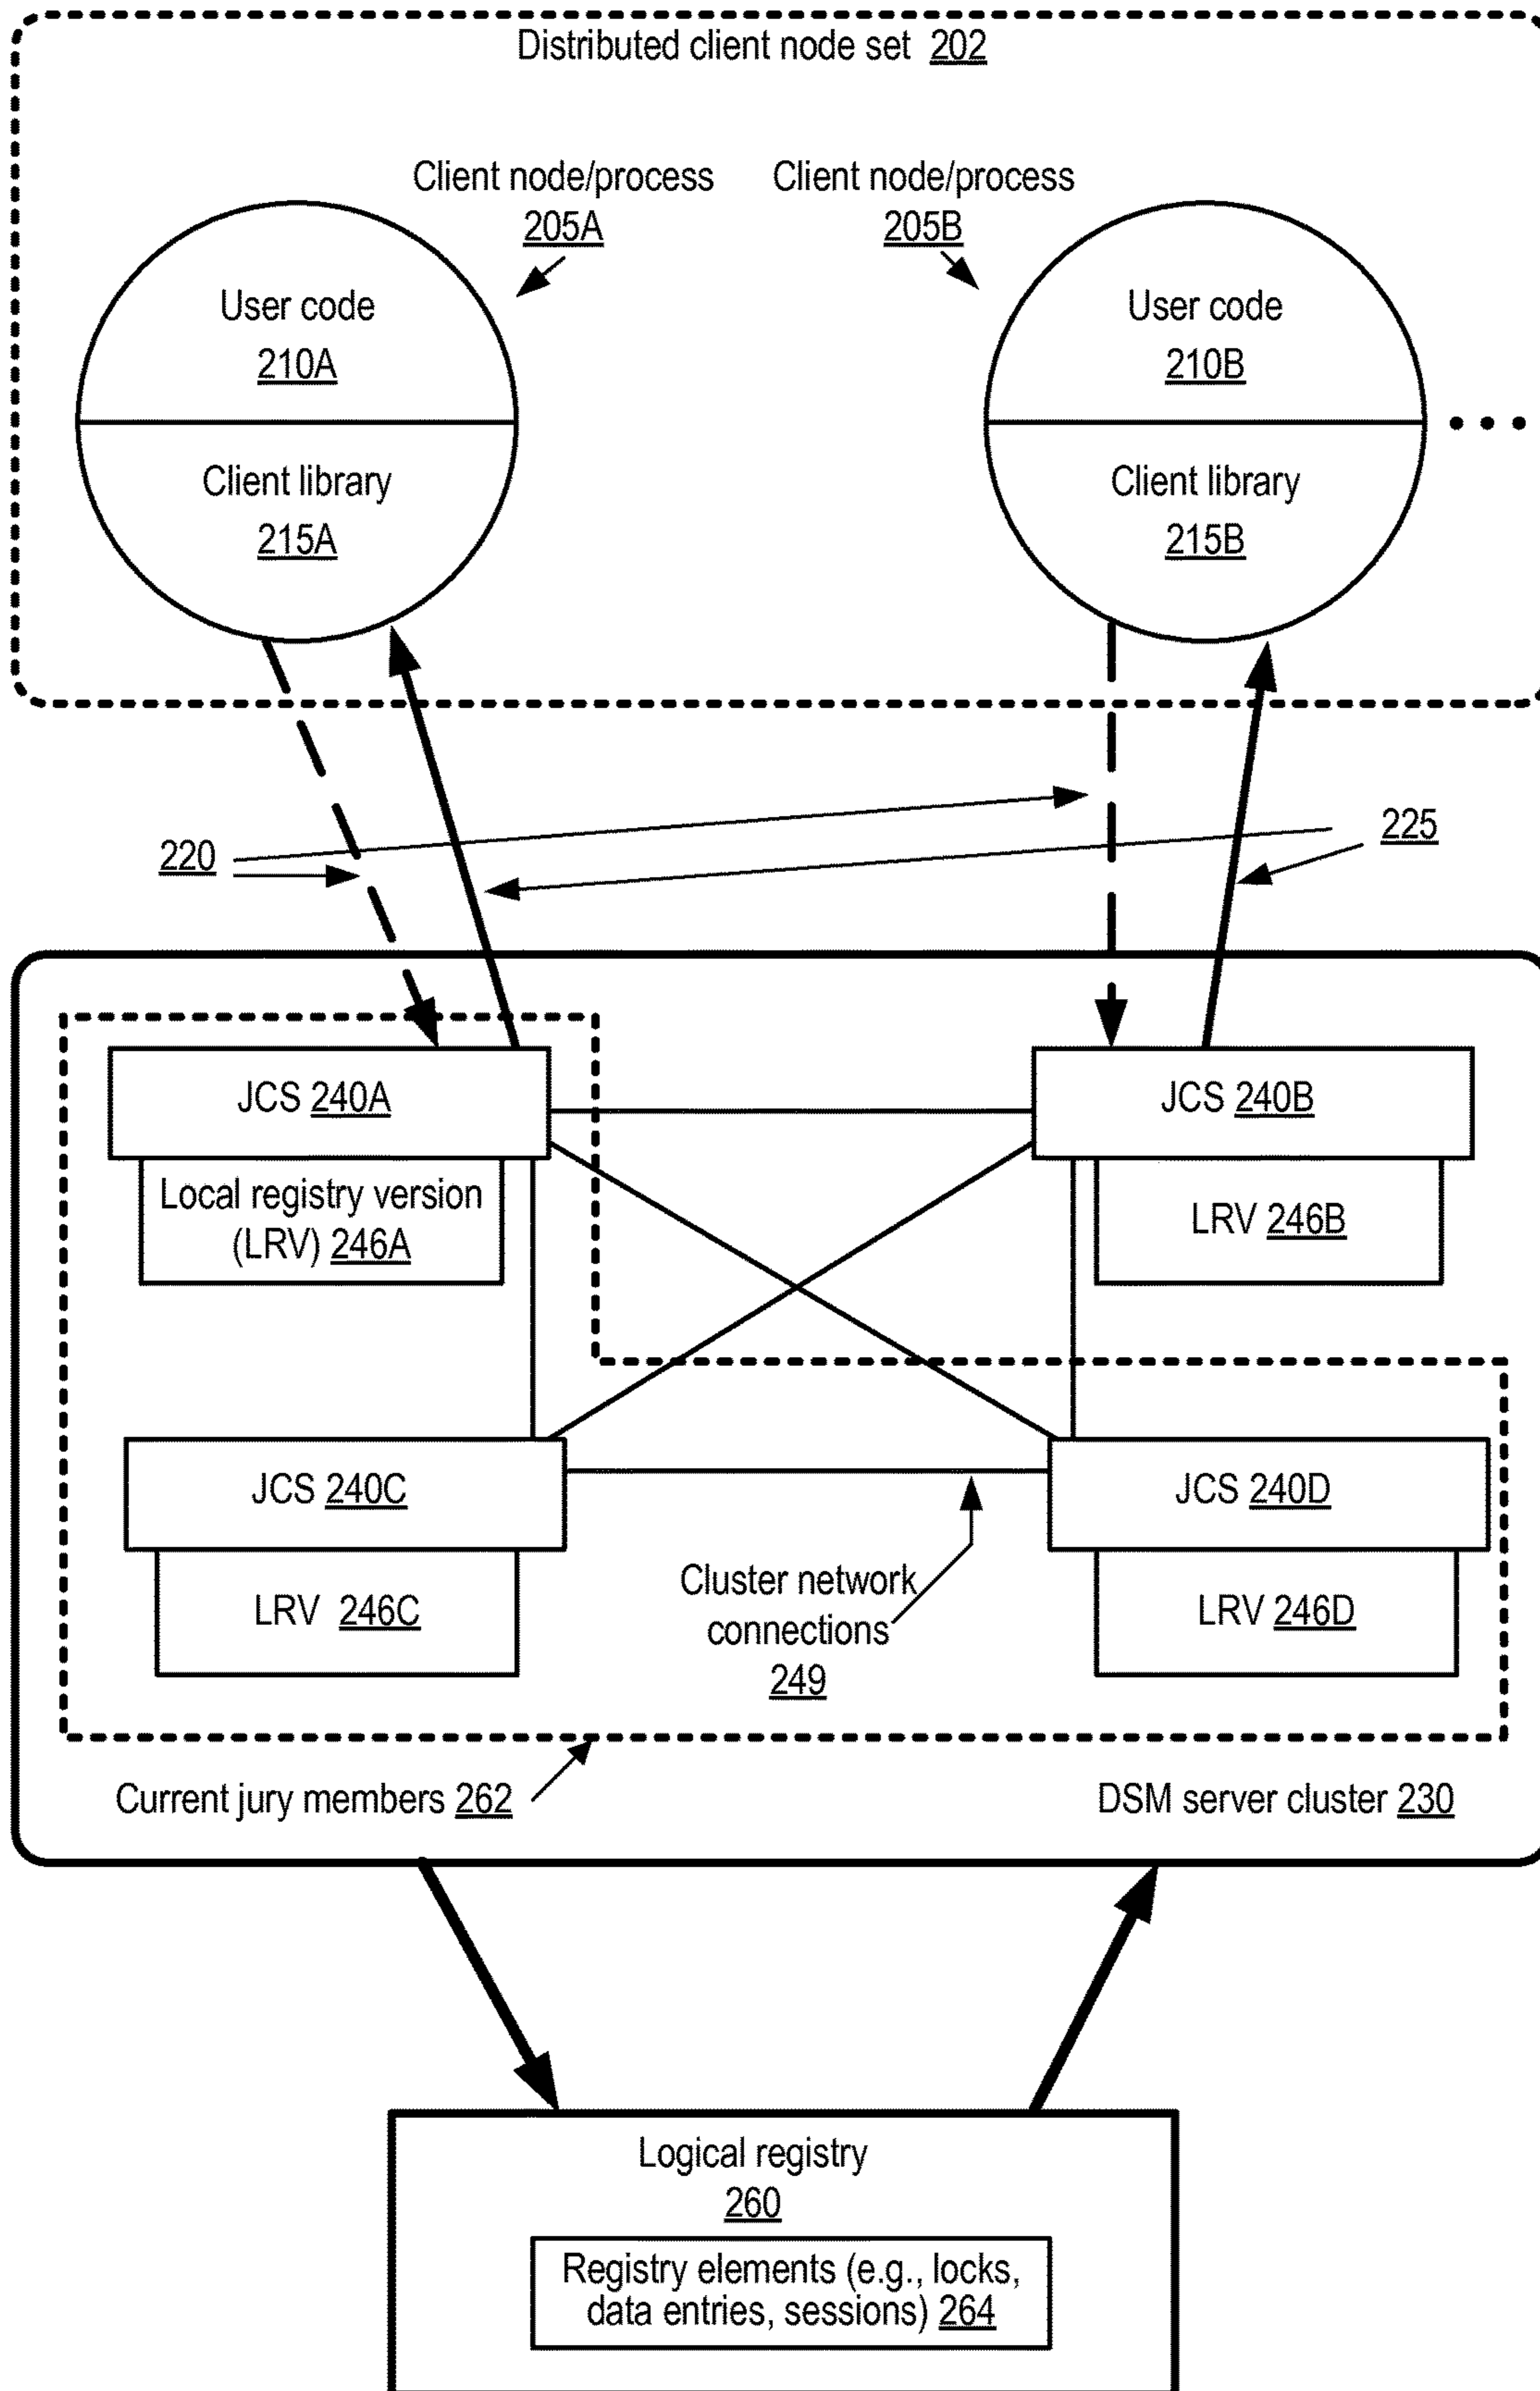 Distributed client node set 202
Client node/process
205A
Client node/process
205B
User code
210A
User code
210B
Client library
215A
Client library
215B
220
225
JCS 240A
JCS 240B
Local registry version
(LRV) 246A
LRV 246B
JCS 240C
JCS 240D
LRV 246C
LRV 246D
Cluster network
connections
249
Current jury members 262
DSM server cluster 230
Logical registry
260
Registry elements (e.g., locks,
data entries, sessions) 264